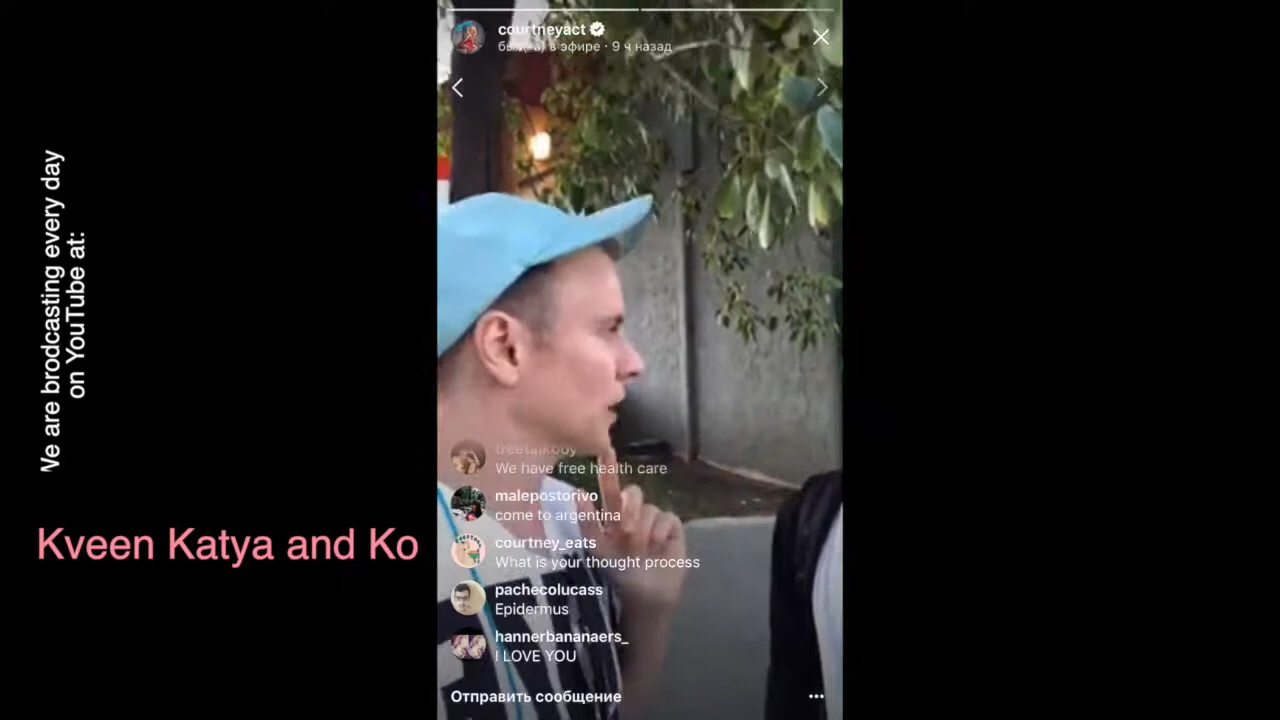 We are brodcasting every day
on YouTube at:
Kveen Katya and Ko
courtneyact
был(-а) в эфире · 9 ч назад
treetunkboy
We have free health care
malepostorivo
come to argentina
courtney_eats
What is your thought process
pachecolucass
Epidermus
hannerbananaers_
I LOVE YOU
Отправить сообщение